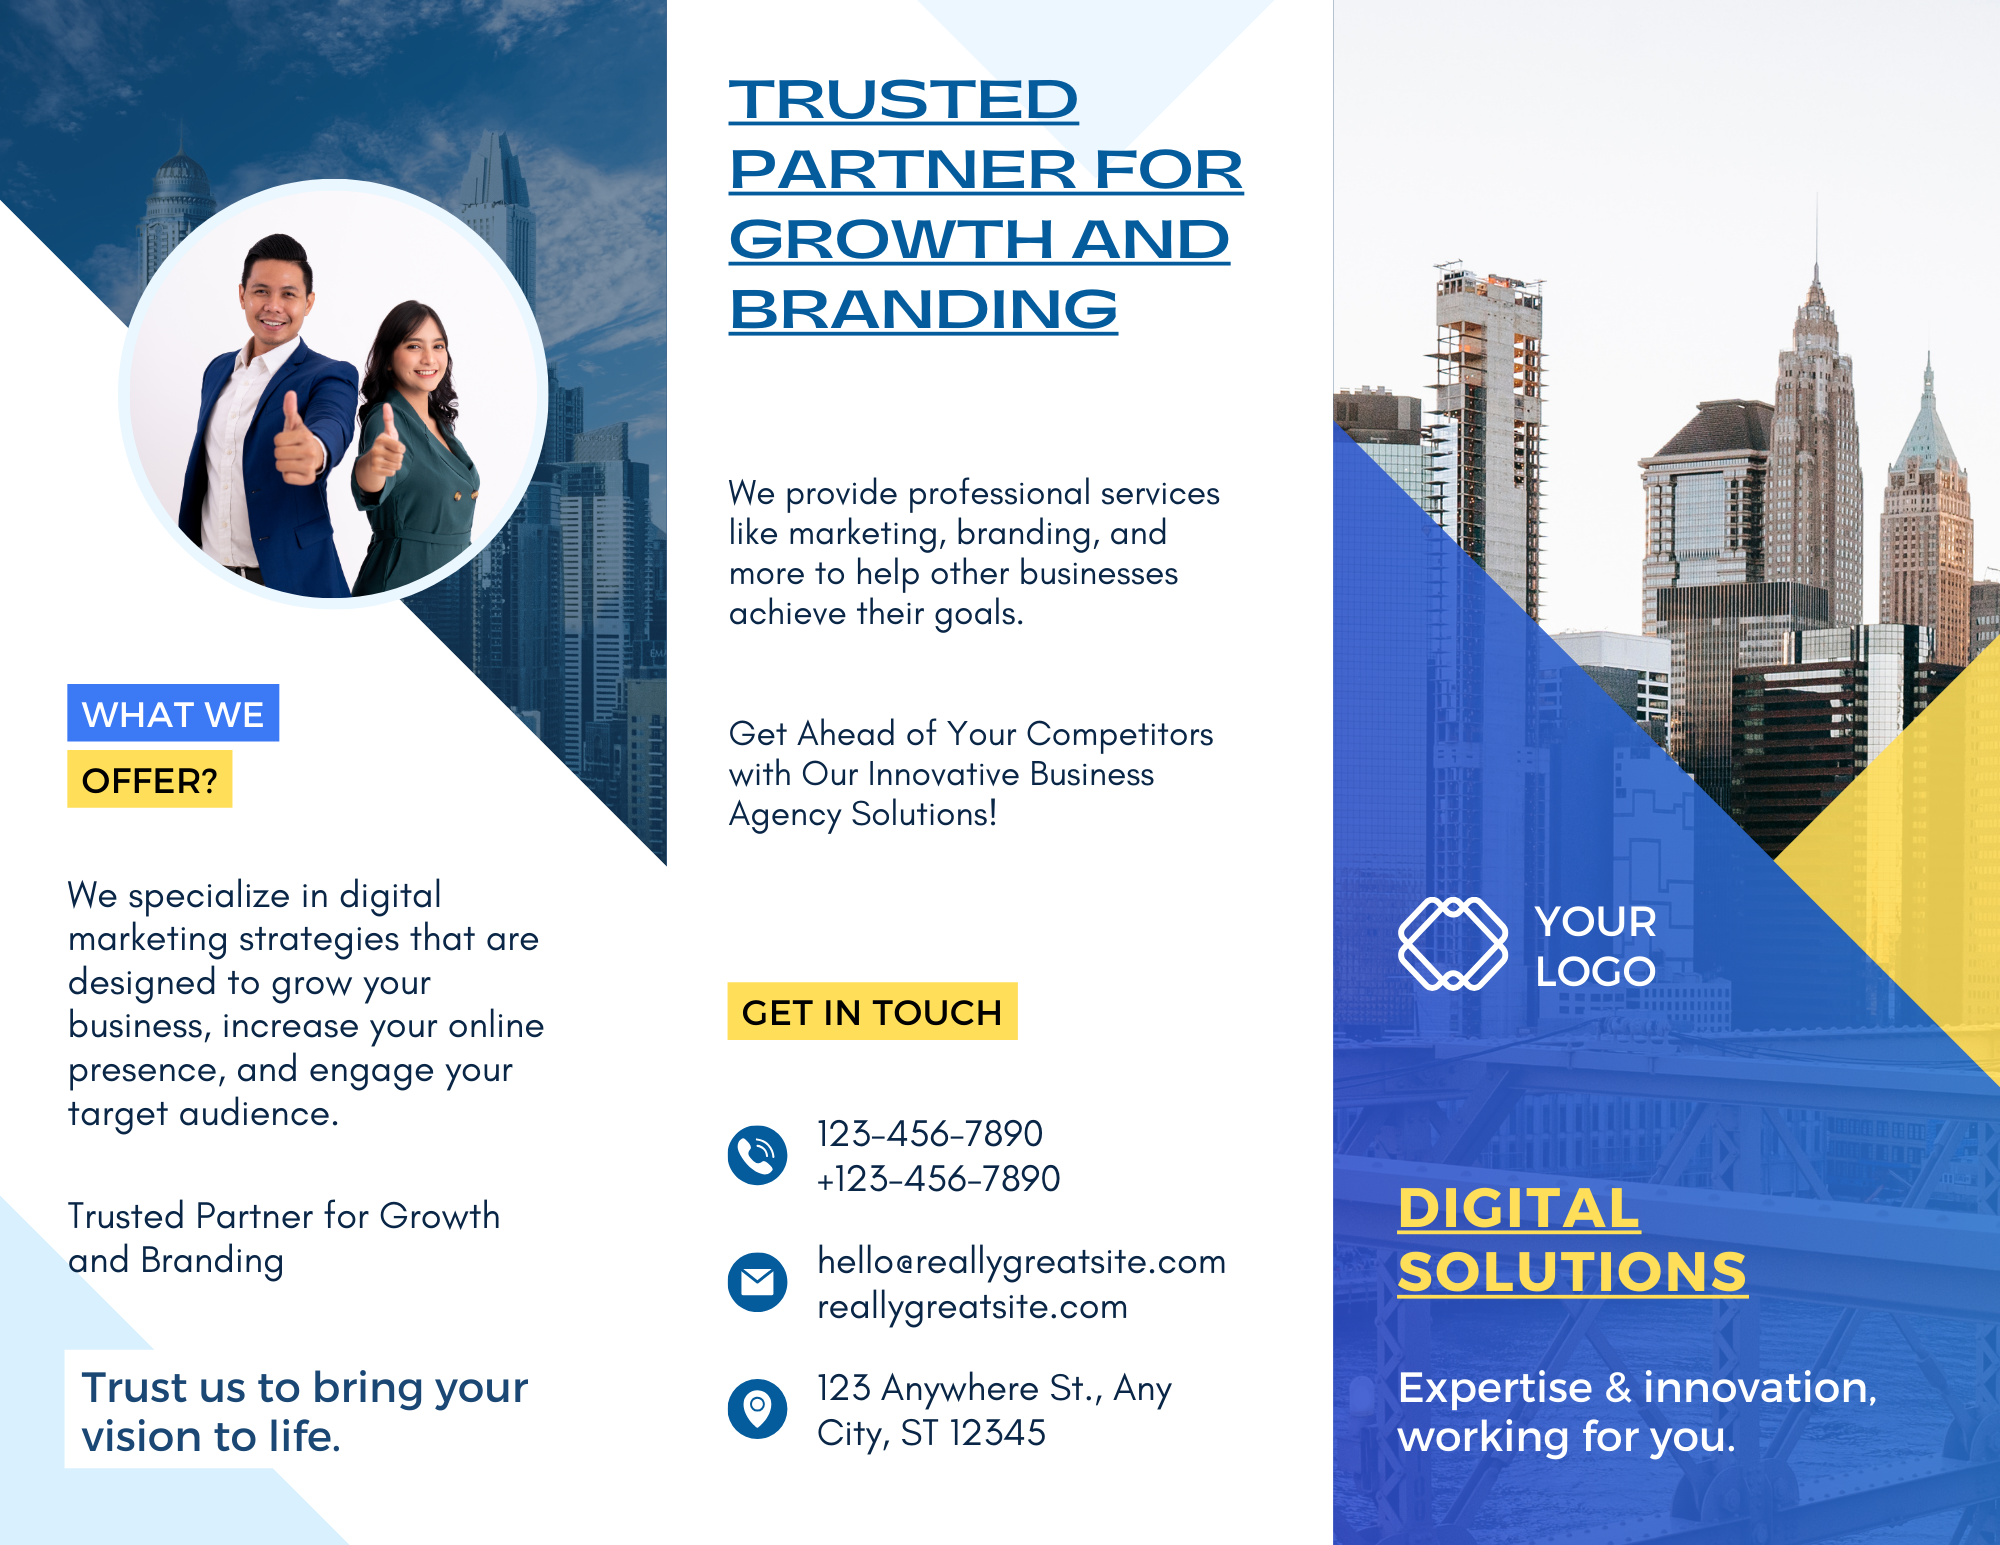 WHAT WE
OFFER?
We specialize in digital
marketing strategies that are
designed to grow your
business, increase your online
presence, and engage your
target audience.
Trusted Partner for Growth
and Branding
Trust us to bring your
vision to life.
TRUSTED
PARTNER FOR
GROWTH AND
BRANDING
We provide professional services
like marketing, branding, and
more to help other businesses
achieve their goals.
Get Ahead of Your Competitors
with Our Innovative Business
Agency Solutions!
GET IN TOUCH
123-456-7890
+123-456-7890
hello@reallygreatsite.com
reallygreatsite.com
123 Anywhere St., Any
City, ST 12345
YOUR
LOGO
DIGITAL
SOLUTIONS
Expertise & innovation,
working for you.